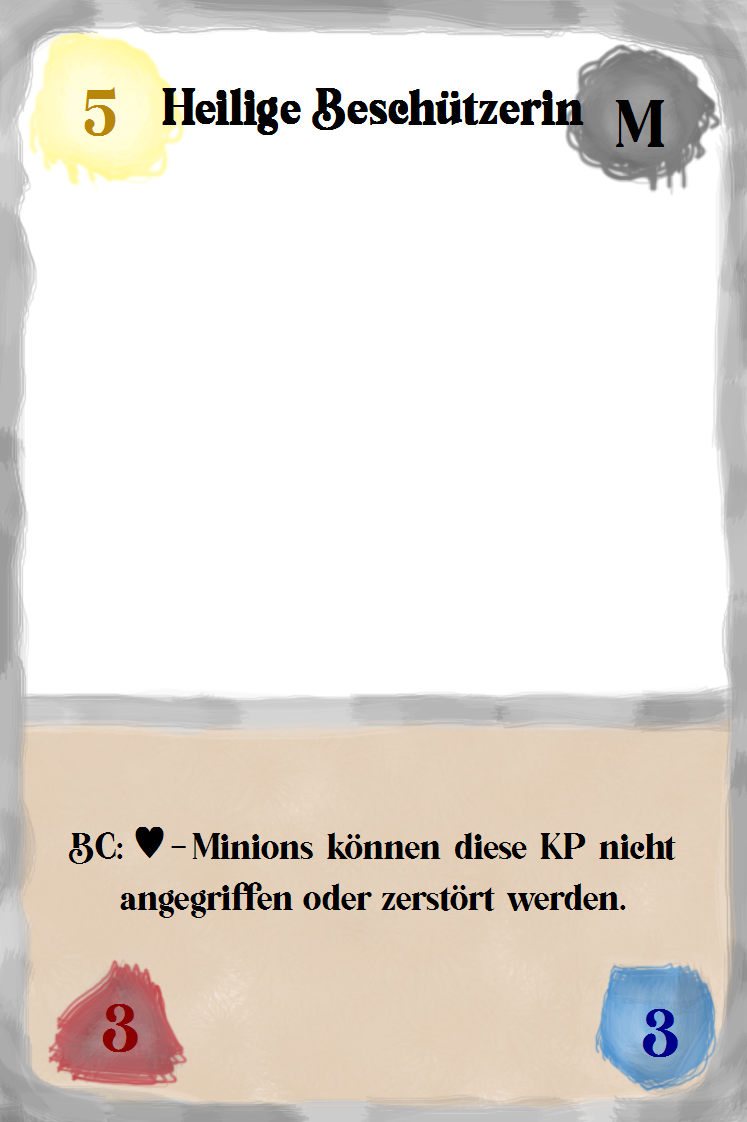 5 Heilige Beschützerin M
BC: ♥ – Minions können diese KP nicht
angegriffen oder zerstört werden.
3 3